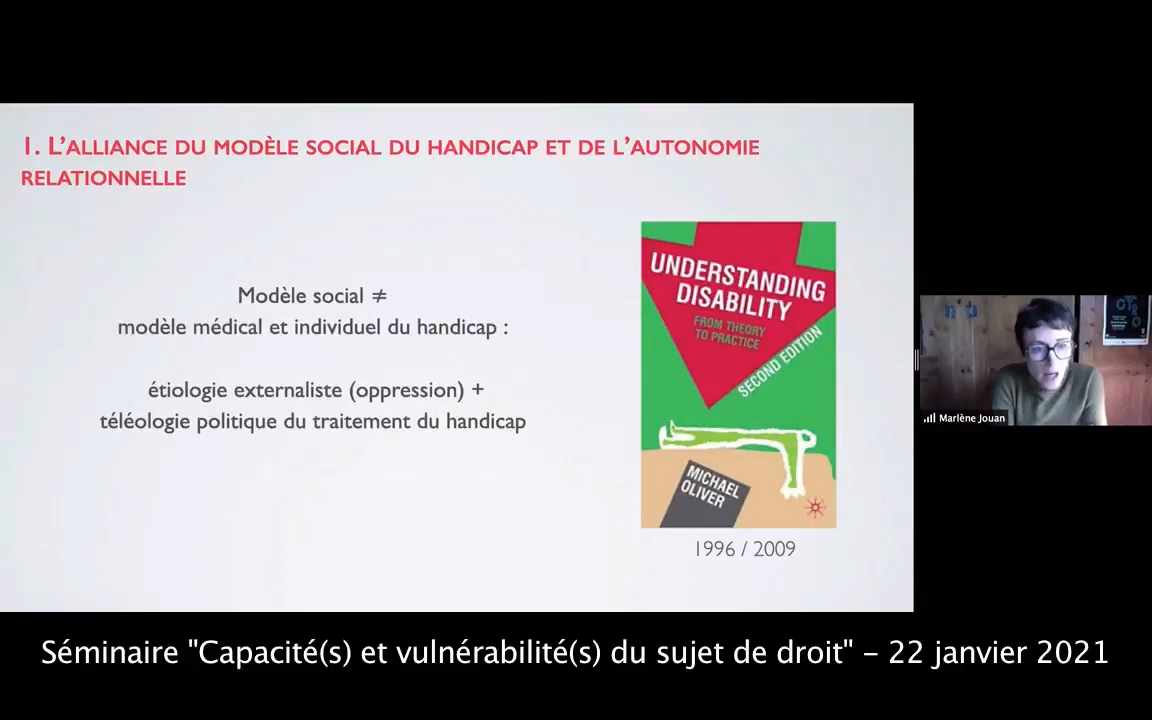 1. L'ALLIANCE DU MODÈLE SOCIAL DU HANDICAP ET DE L'AUTONOMIE
RELATIONNELLE
Modèle social ≠
modèle médical et individuel du handicap :
étiologie externaliste (oppression) +
téléologie politique du traitement du handicap
UNDERSTANDING
DISABILITY
FROM THEORY
TO PRACTICE
SECOND EDITION
MICHAEL
OLIVER
1996 / 2009
Marlène Jouan
Séminaire "Capacité(s) et vulnérabilité(s) du sujet de droit" – 22 janvier 2021